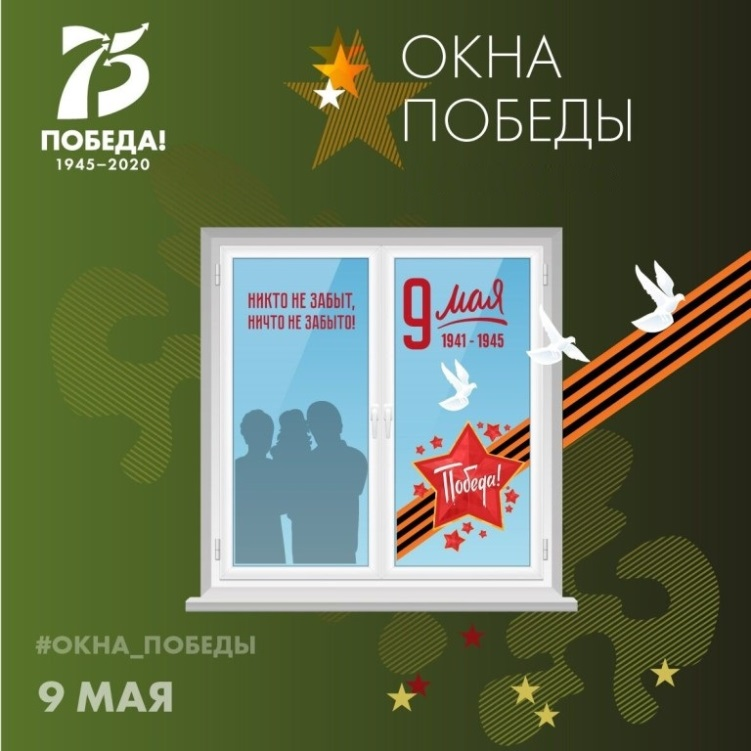 75
ПОБЕДА!
1945–2020
ОКНА
ПОБЕДЫ
НИКТО НЕ ЗАБЫТ,
НИЧТО НЕ ЗАБЫТО!
9 мая
1941 - 1945
Победа!
#ОКНА_ПОБЕДЫ
9 МАЯ